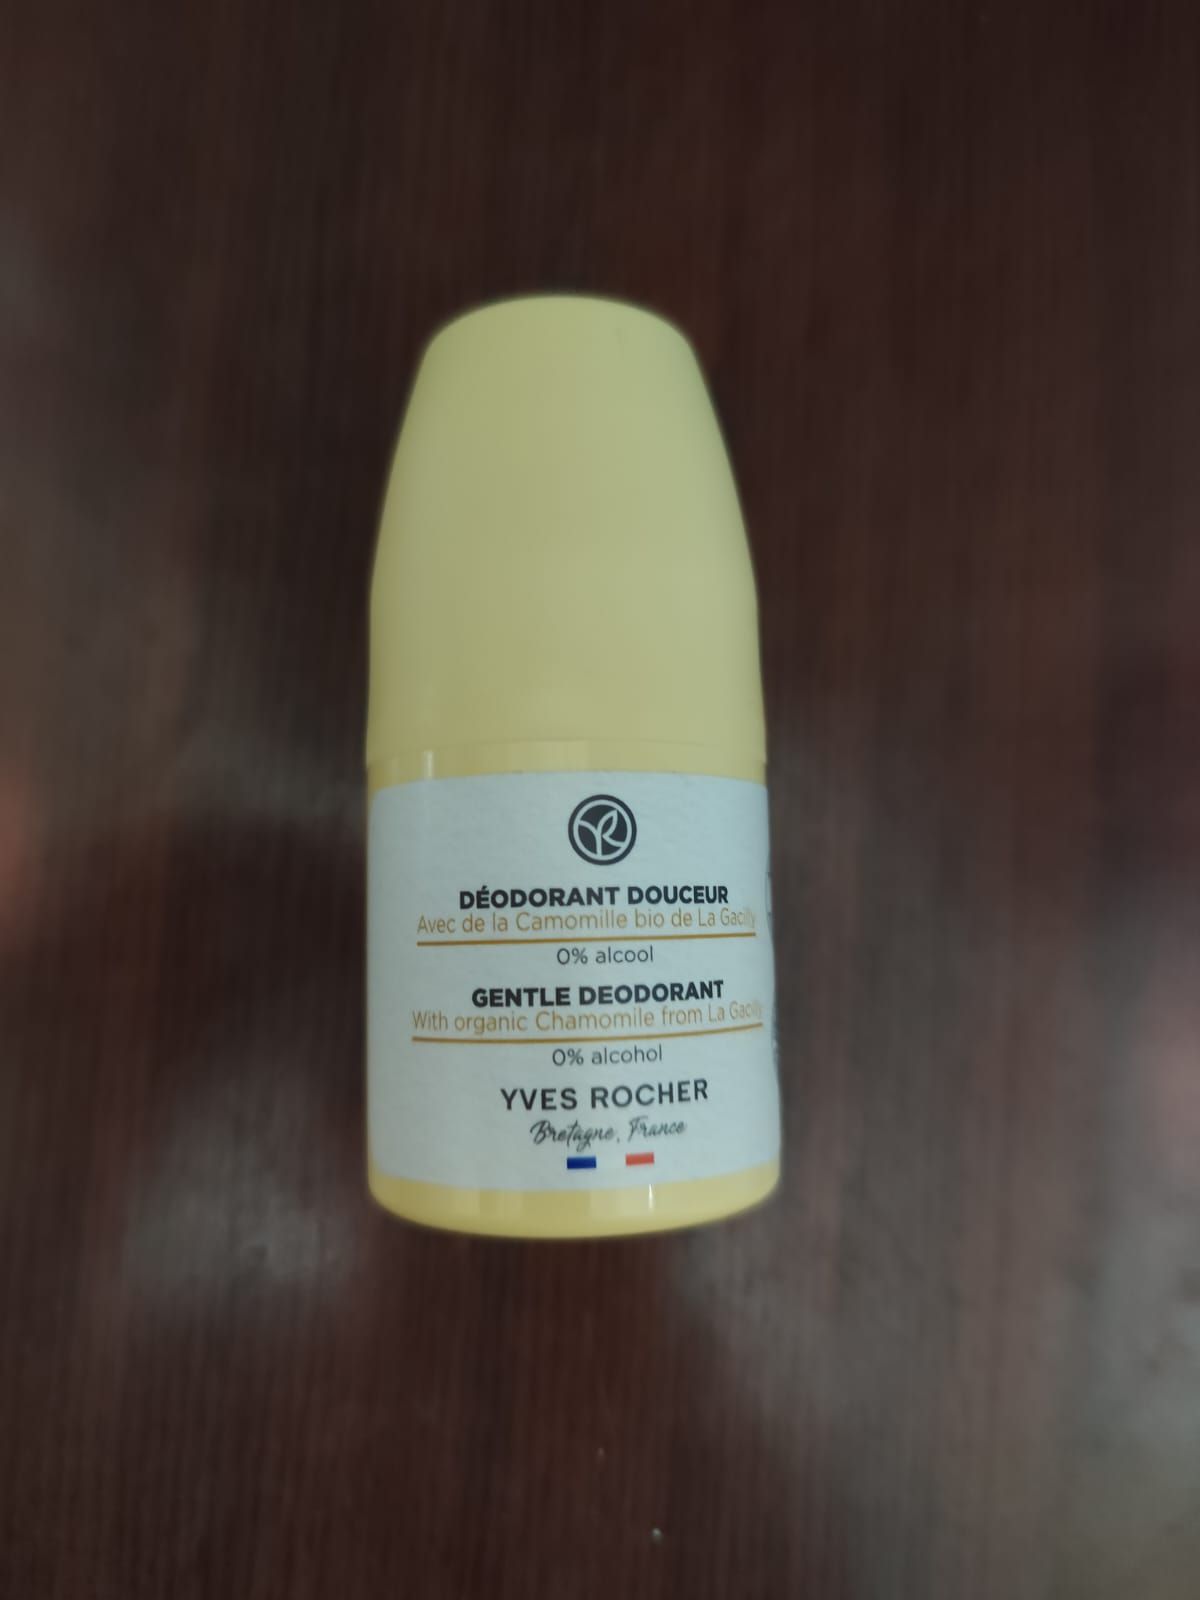 DÉODORANT DOUCEUR
Avec de la Camomille bio de La Gacilly
0% alcool
GENTLE DEODORANT
With organic Chamomile from La Gacilly
0% alcohol
YVES ROCHER
Bretagne, France